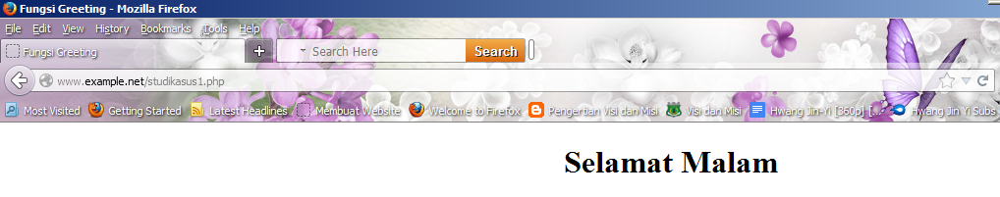 Fungsi Greeting - Mozilla Firefox
File Edit View History Bookmarks Tools Help
Fungsi Greeting + Search Here Search
www.example.net/studikasus1.php
Most Visited Getting Started Latest Headlines Membuat Website Welcome to Firefox Pengertian Visi dan Misi Visi dan Misi Hwang Jin-Yi [360p] [... Hwang Jin Yi Subs
Selamat Malam